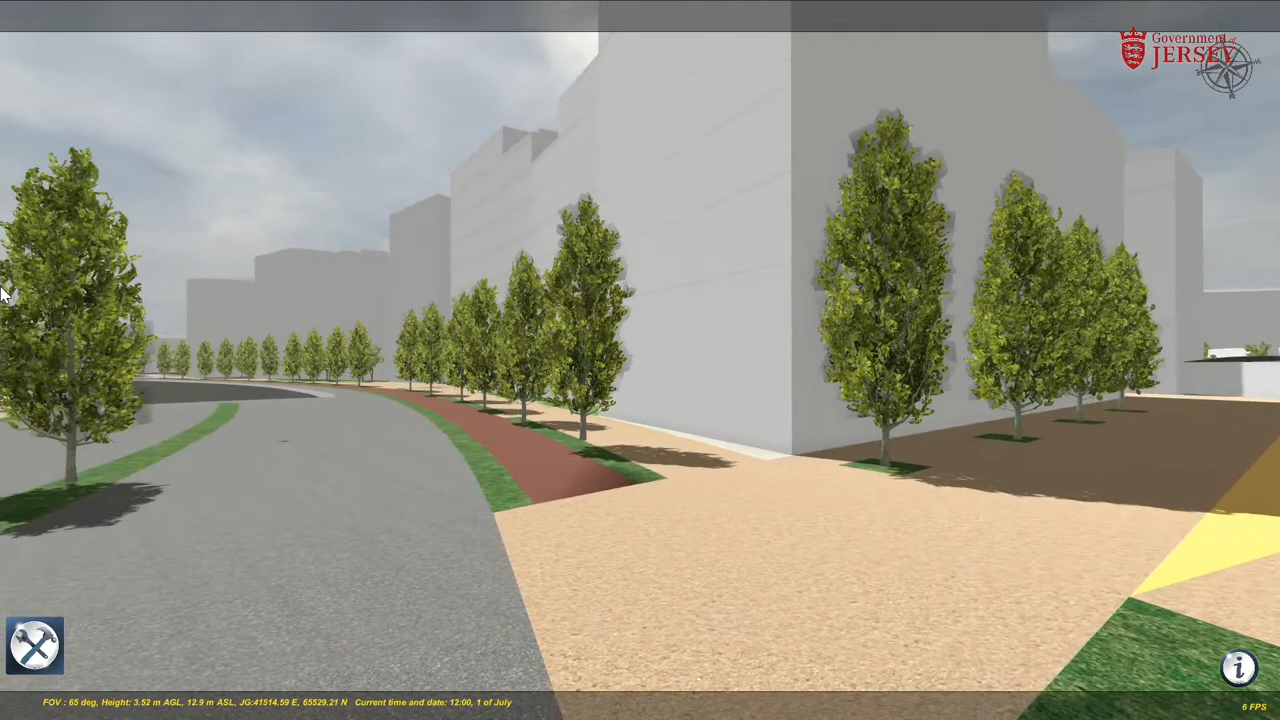 Government of
JERSEY
FOV : 65 deg, Height: 3.52 m AGL, 12.9 m ASL, JG:41514.59 E, 65529.21 N Current time and date: 12:00, 1 of July
6 FPS